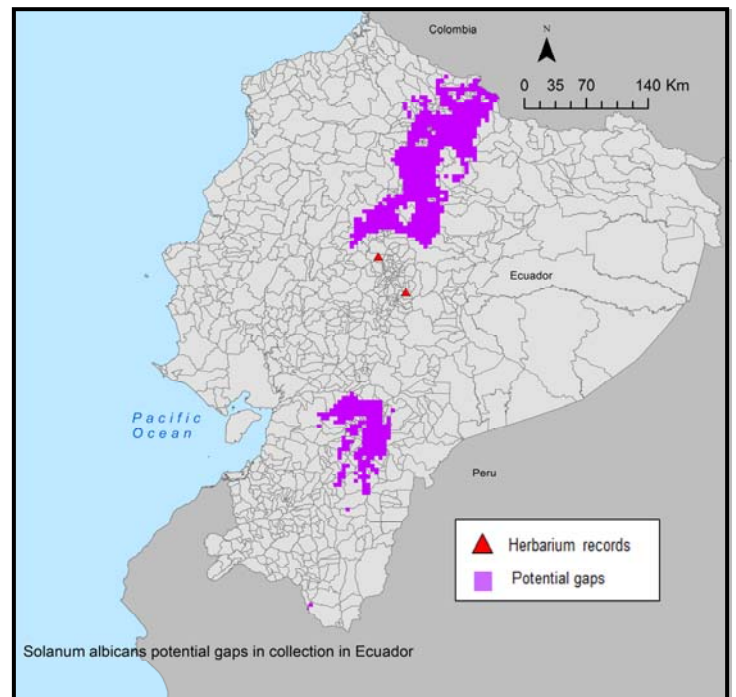 Colombia
N
0 35 70 140 Km
Ecuador
Pacific
Ocean
Peru
Herbarium records
Potential gaps
Solanum albicans potential gaps in collection in Ecuador